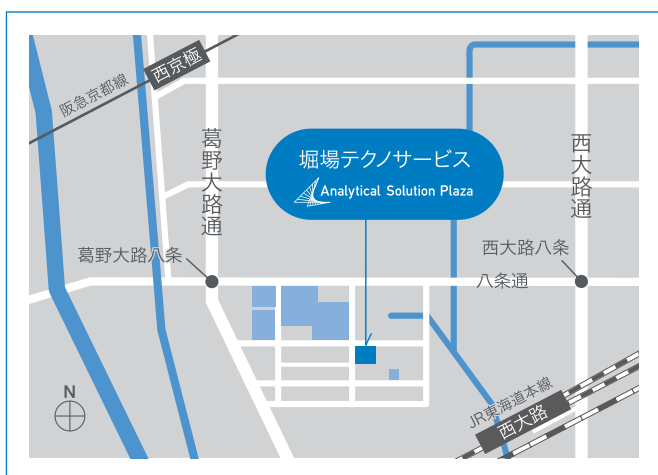 西京極
阪急京都線
葛野大路通
堀場テクノサービス
Analytical Solution Plaza
西大路通
葛野大路八条
西大路八条
八条通
N
JR東海道本線
西大路